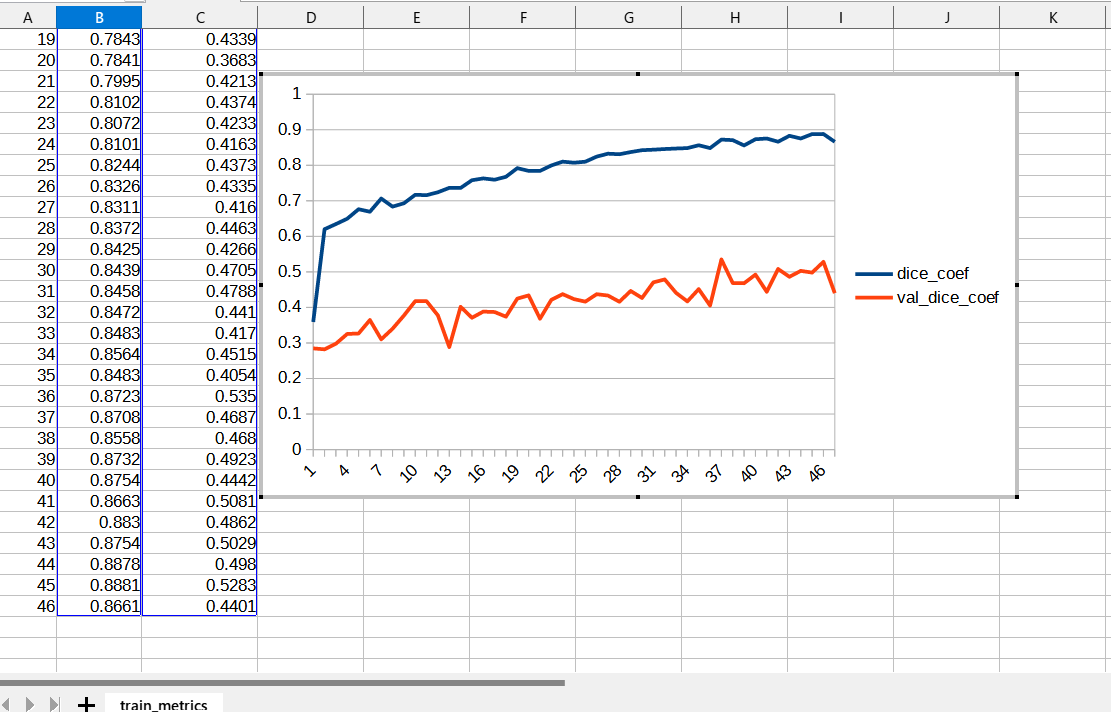 A B C D E F G H I J K
19 0.7843 0.4339
20 0.7841 0.3683
21 0.7995 0.4213
22 0.8102 0.4374
23 0.8072 0.4233
24 0.8101 0.4163
25 0.8244 0.4373
26 0.8326 0.4335
27 0.8311 0.416
28 0.8372 0.4463
29 0.8425 0.4266
30 0.8439 0.4705
31 0.8458 0.4788
32 0.8472 0.441
33 0.8483 0.417
34 0.8564 0.4515
35 0.8483 0.4054
36 0.8723 0.535
37 0.8708 0.4687
38 0.8558 0.468
39 0.8732 0.4923
40 0.8754 0.4442
41 0.8663 0.5081
42 0.883 0.4862
43 0.8754 0.5029
44 0.8878 0.498
45 0.8881 0.5283
46 0.8661 0.4401
1
0.9
0.8
0.7
0.6
0.5
0.4
0.3
0.2
0.1
0
1 4 7 10 13 16 19 22 25 28 31 34 37 40 43 46
dice_coef
val_dice_coef
train_metrics